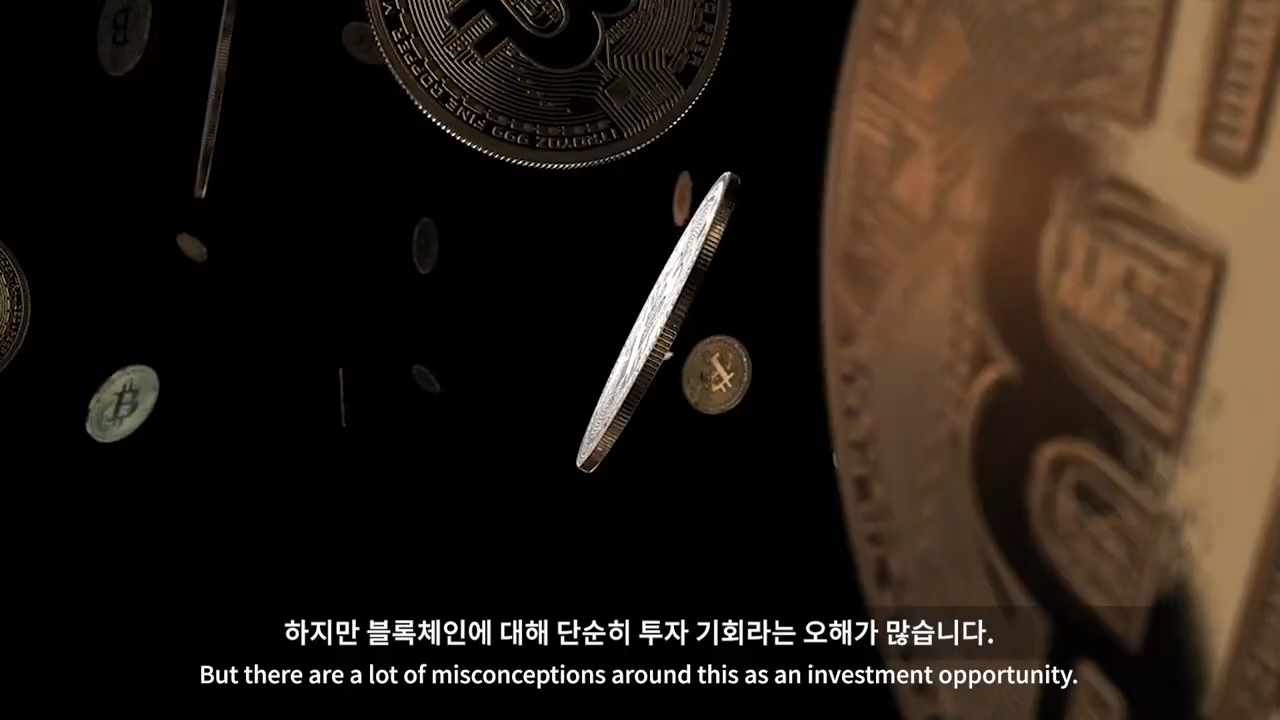 하지만 블록체인에 대해 단순히 투자 기회라는 오해가 많습니다.
But there are a lot of misconceptions around this as an investment opportunity.